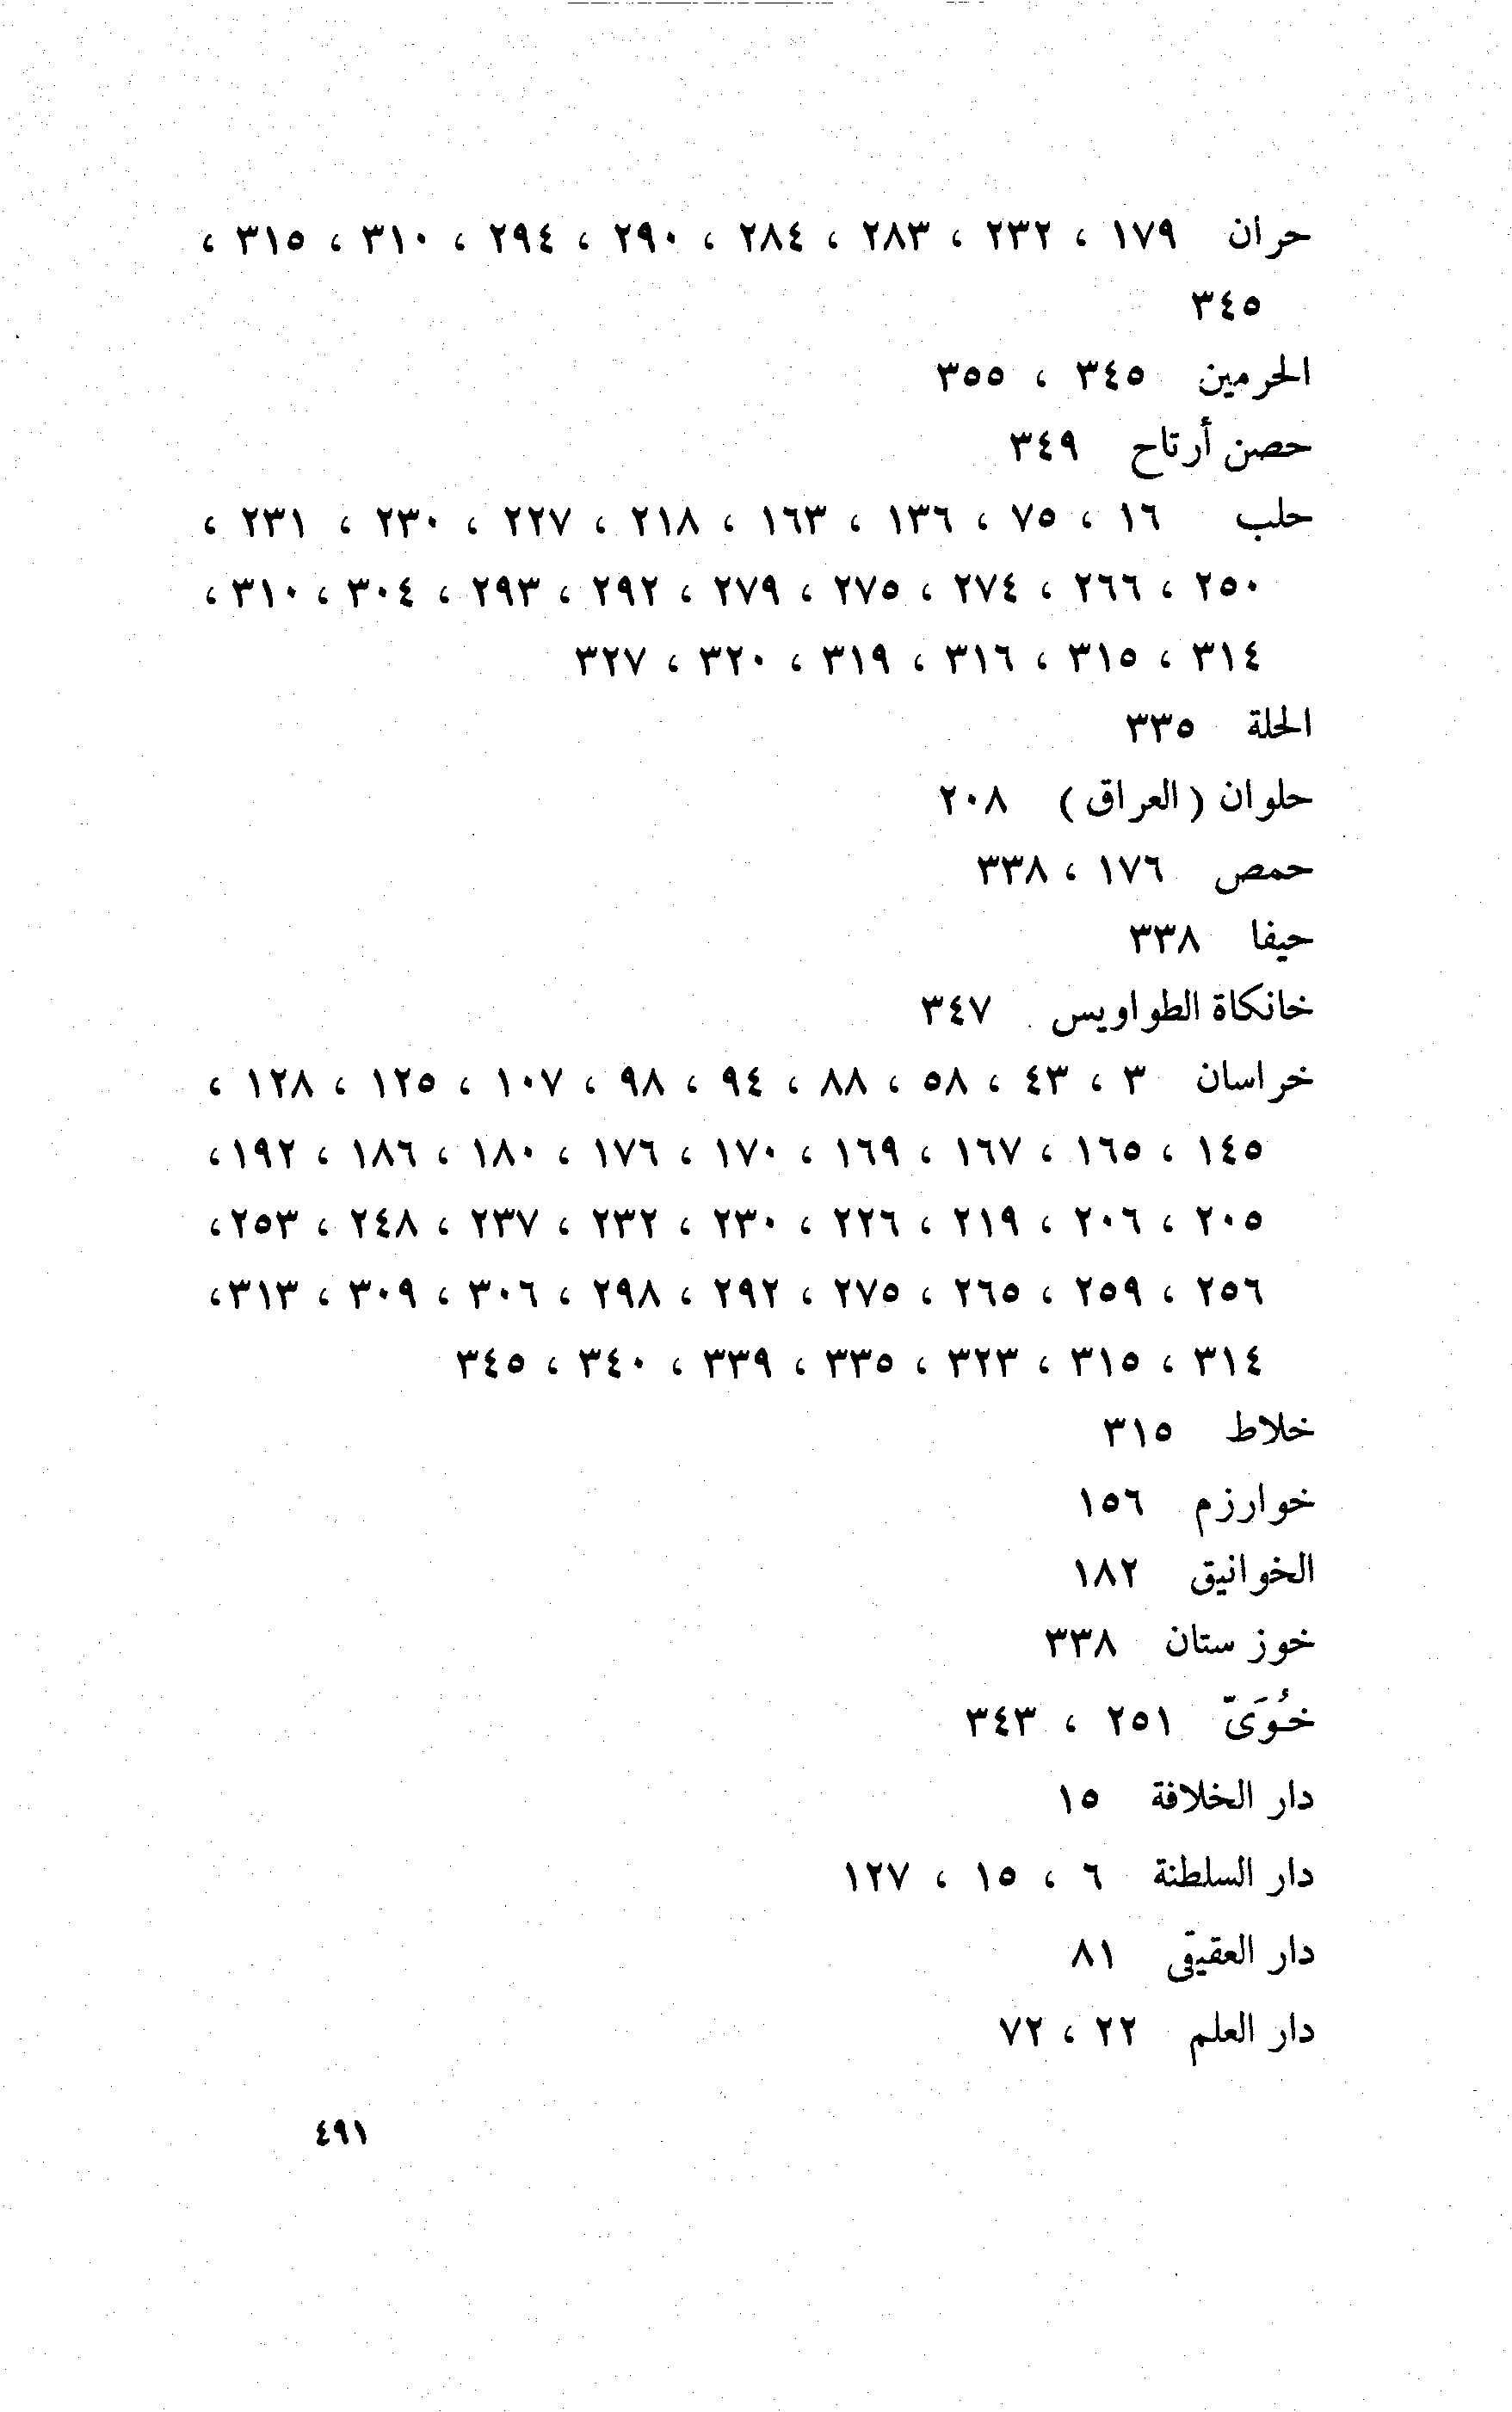 حران ١٧٩ ، ٢٣٢ ، ٢٨٣ ، ٢٨٤ ، ٢٩٠ ، ٢٩٤ ، ٣١٠ ، ٣١٥ ،
٣٤٥
الحرمين ٣٤٥ ، ٣٥٥
حصن أرتاح ٣٤٩
حلب ١٦ ، ٧٥ ، ١٣٦ ، ١٦٣ ، ٢١٨ ، ٢٢٧ ، ٢٣٠ ، ٢٣١ ،
٢٥٠ ، ٢٦٦ ، ٢٧٤ ، ٢٧٥ ، ٢٧٩ ، ٢٩٢ ، ٢٩٣ ، ٣٠٤ ، ٣١٠ ،
٣١٤ ، ٣١٥ ، ٣١٦ ، ٣١٩ ، ٣٢٠ ، ٣٢٧
الحلة ٣٣٥
حلوان ( العراق ) ٢٠٨
حمص ١٧٦ ، ٣٣٨
حيفا ٣٣٨
خانكاة الطواويس ٣٤٧
خراسان ٣ ، ٤٣ ، ٥٨ ، ٨٨ ، ٩٤ ، ٩٨ ، ١٠٧ ، ١٢٥ ، ١٢٨ ،
١٤٥ ، ١٦٥ ، ١٦٧ ، ١٦٩ ، ١٧٠ ، ١٧٦ ، ١٨٠ ، ١٨٦ ، ١٩٢ ،
٢٠٥ ، ٢٠٦ ، ٢١٩ ، ٢٢٦ ، ٢٣٠ ، ٢٣٢ ، ٢٣٧ ، ٢٤٨ ، ٢٥٣ ،
٢٥٦ ، ٢٥٩ ، ٢٦٥ ، ٢٧٥ ، ٢٩٢ ، ٢٩٨ ، ٣٠٦ ، ٣٠٩ ، ٣١٣ ،
٣١٤ ، ٣١٥ ، ٣٢٣ ، ٣٣٥ ، ٣٣٩ ، ٣٤٠ ، ٣٤٥
خلاط ٣١٥
خوارزم ١٥٦
الخوانيق ١٨٢
خوز ستان ٣٣٨
خُوَىّ ٢٥١ ، ٣٤٣
دار الخلافة ١٥
دار السلطنة ٦ ، ١٥ ، ١٢٧
دار العقيقى ٨١
دار العلم ٢٢ ، ٧٢
٤٩١